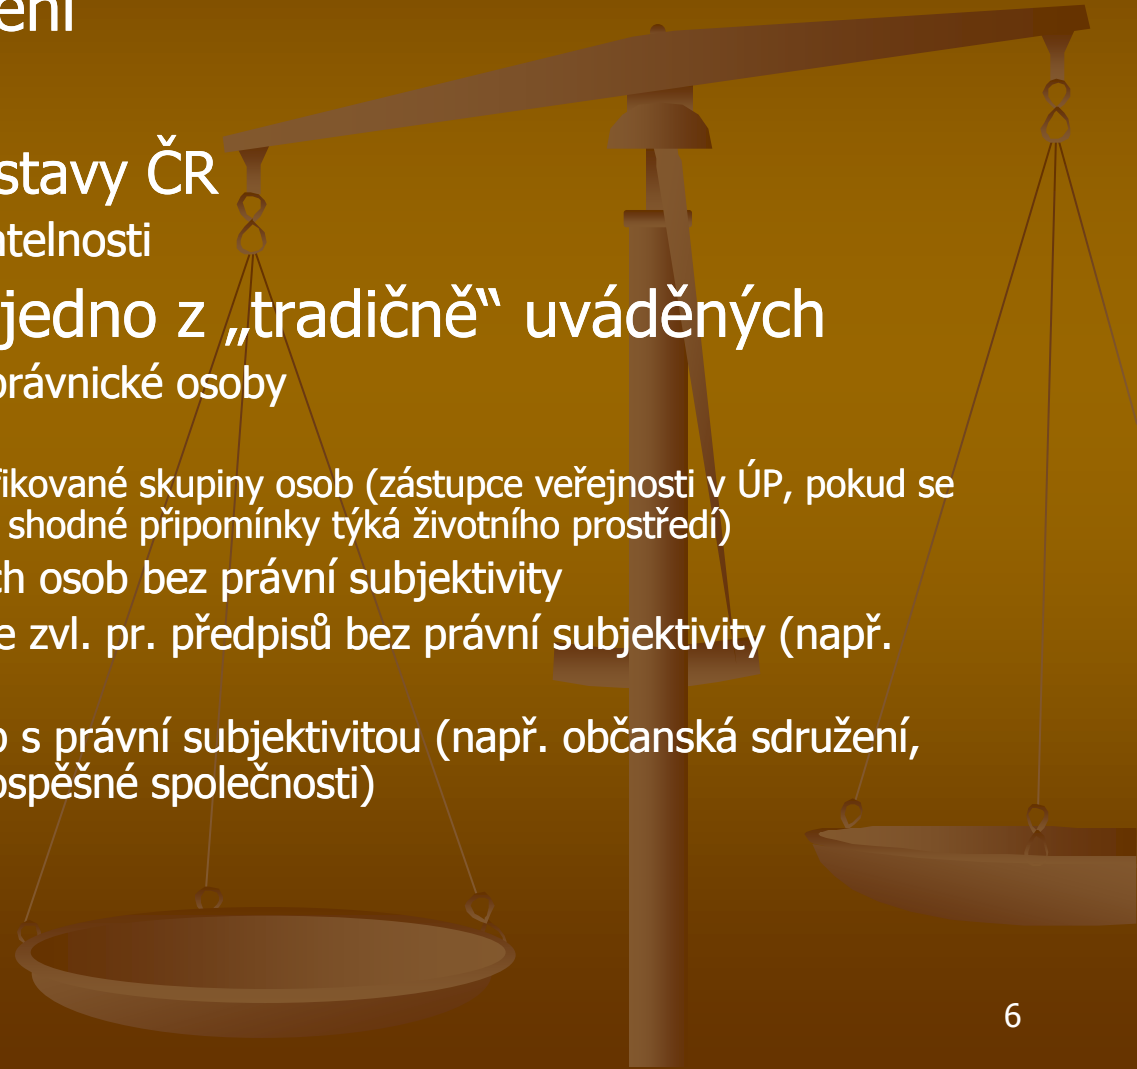 ení
stavy ČR
atelnosti
jedno z „tradičně“ uváděných
právnické osoby
fikované skupiny osob (zástupce veřejnosti v ÚP, pokud se
shodné připomínky týká životního prostředí)
ch osob bez právní subjektivity
e zvl. pr. předpisů bez právní subjektivity (např.
o s právní subjektivitou (např. občanská sdružení,
ospěšné společnosti)
6